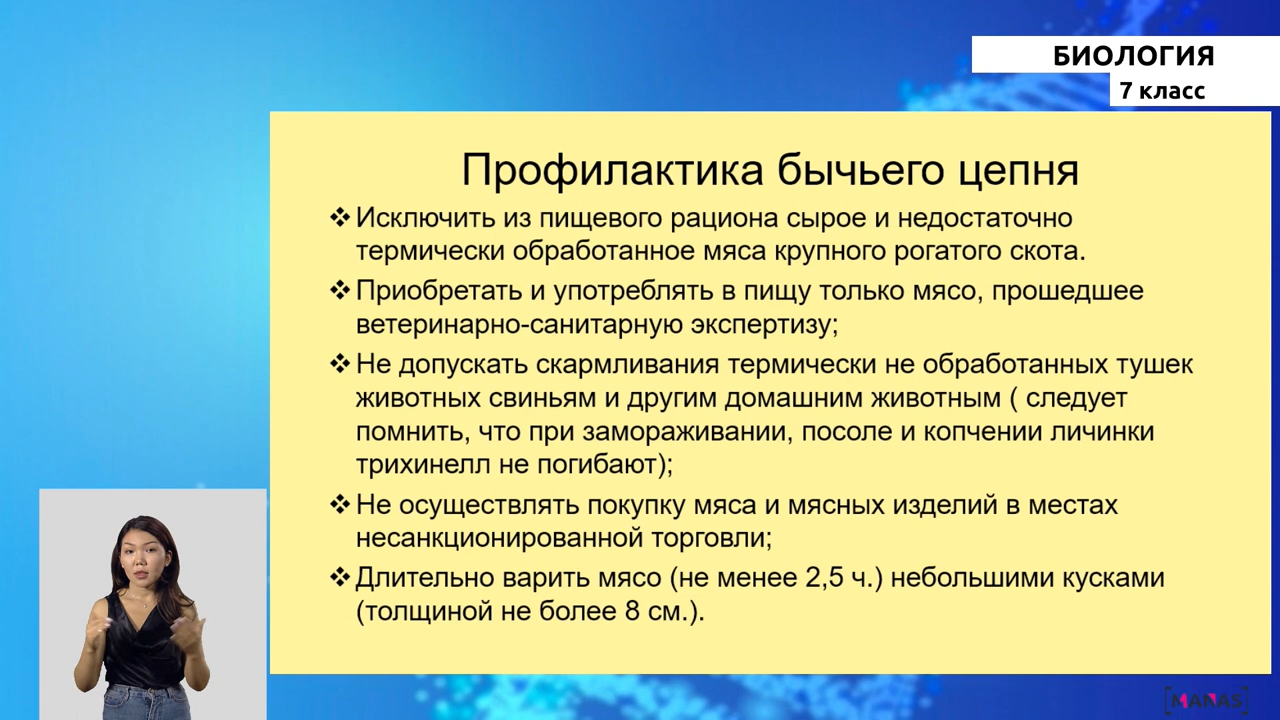 БИОЛОГИЯ
7 класс
Профилактика бычьего цепня
❖ Исключить из пищевого рациона сырое и недостаточно
термически обработанное мяса крупного рогатого скота.
❖ Приобретать и употреблять в пищу только мясо, прошедшее
ветеринарно-санитарную экспертизу;
❖ Не допускать скармливания термически не обработанных тушек
животных свиньям и другим домашним животным ( следует
помнить, что при замораживании, посоле и копчении личинки
трихинелл не погибают);
❖ Не осуществлять покупку мяса и мясных изделий в местах
несанкционированной торговли;
❖ Длительно варить мясо (не менее 2,5 ч.) небольшими кусками
(толщиной не более 8 см.).
[MANAS]